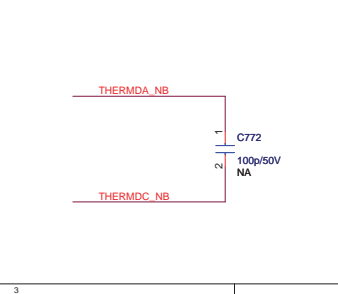 THERMDA_NB
1
C772
100p/50V
2
NA
THERMDC_NB
3